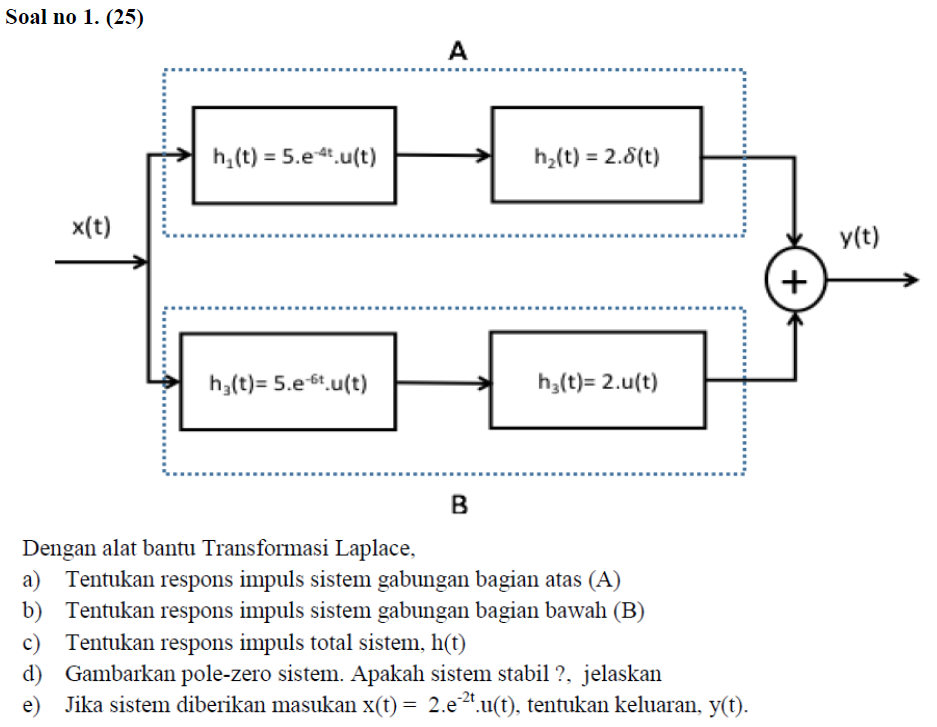 Soal no 1. (25)
A
h₁(t) = 5.e⁻⁴ᵗ.u(t)
h₂(t) = 2.δ(t)
x(t)
y(t)
+
h₃(t)= 5.e⁻⁶ᵗ.u(t)
h₃(t)= 2.u(t)
B
Dengan alat bantu Transformasi Laplace,
a) Tentukan respons impuls sistem gabungan bagian atas (A)
b) Tentukan respons impuls sistem gabungan bagian bawah (B)
c) Tentukan respons impuls total sistem, h(t)
d) Gambarkan pole-zero sistem. Apakah sistem stabil ?, jelaskan
e) Jika sistem diberikan masukan x(t) = 2.e⁻²ᵗ.u(t), tentukan keluaran, y(t).